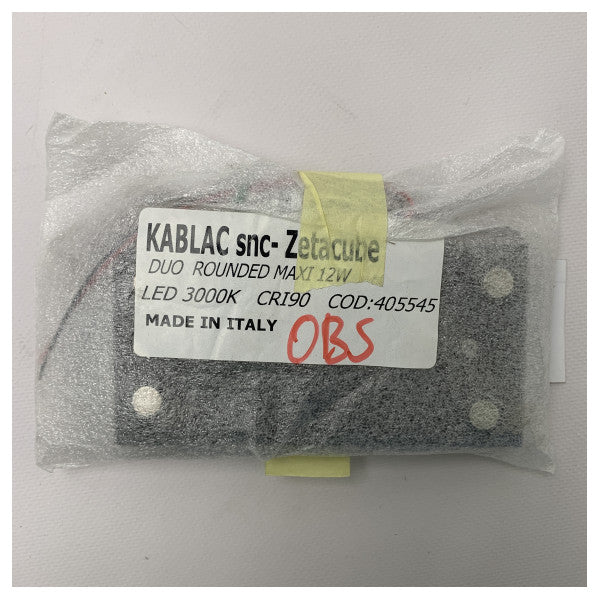 KABLAC snc- Zetacube
DUO ROUNDED MAXI 12W
LED 3000K CRI90 COD:405545
MADE IN ITALY
OBS